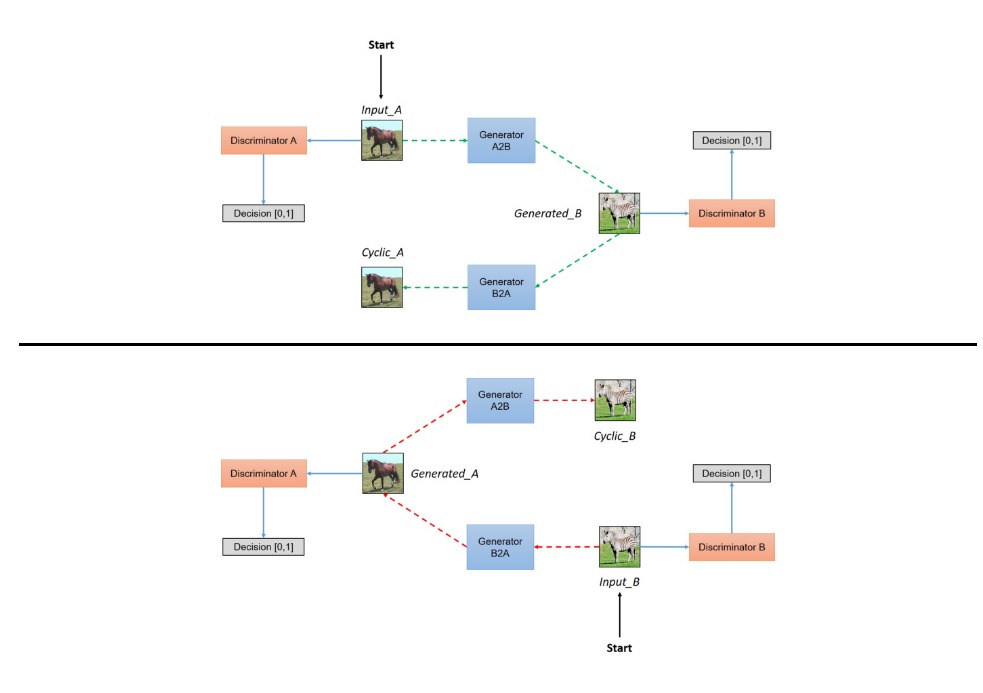 Start
Input_A
Discriminator A
Generator
A2B
Decision [0,1]
Decision [0,1]
Generated_B
Discriminator B
Cyclic_A
Generator
B2A
Generator
A2B
Cyclic_B
Discriminator A
Generated_A
Decision [0,1]
Decision [0,1]
Generator
B2A
Discriminator B
Input_B
Start